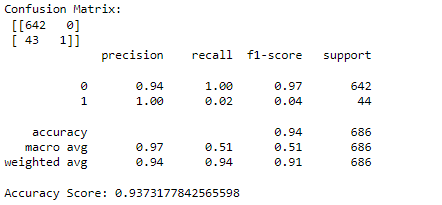 Confusion Matrix:
[[642 0]
[ 43 1]]
precision recall f1-score support
0 0.94 1.00 0.97 642
1 1.00 0.02 0.04 44
accuracy 0.94 686
macro avg 0.97 0.51 0.51 686
weighted avg 0.94 0.94 0.91 686
Accuracy Score: 0.9373177842565598